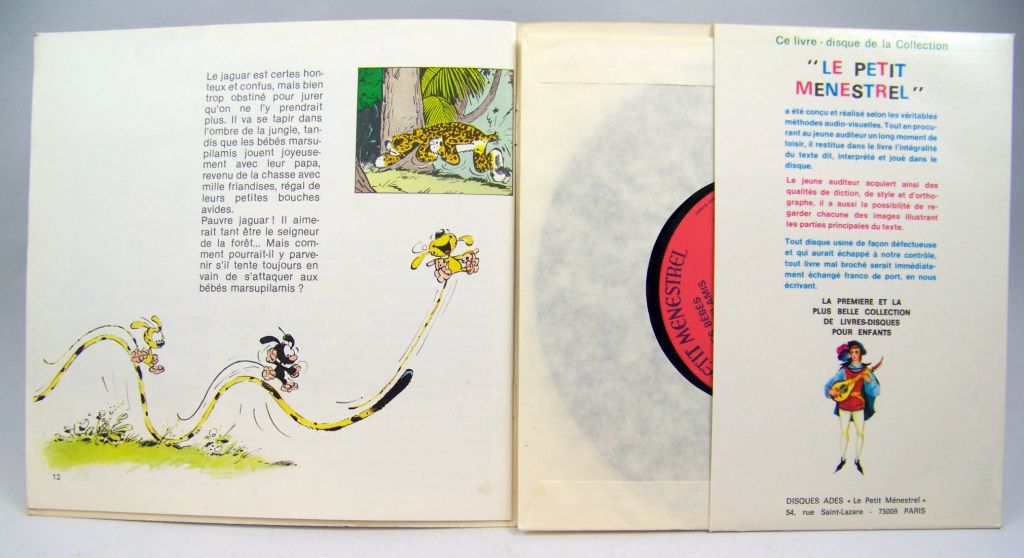 Le jaguar est certes hon-
teux et confus, mais bien
trop obstiné pour jurer
qu'on ne l'y prendrait
plus. Il va se tapir dans
l'ombre de la jungle, tan-
dis que les bébés marsu-
pilamis jouent joyeuse-
ment avec leur papa,
revenu de la chasse avec
mille friandises, régal de
leurs petites bouches
avides.
Pauvre jaguar ! Il aime-
rait tant être le seigneur
de la forêt... Mais com-
ment pourrait-il y parve-
nir s'il tente toujours en
vain de s'attaquer aux
bébés marsupilamis ?
12
ETIT MENESTREL
S BÉBÉS
AMIS
Ce livre - disque de la Collection
"LE PETIT
MENESTREL"
a été conçu et réalisé selon les véritables
méthodes audio-visuelles. Tout en procu-
rant au jeune auditeur un long moment de
loisir, il restitue dans le livre l'intégralité
du texte dit, interprété et joué dans le
disque.
Le jeune auditeur acquiert ainsi des
qualités de diction, de style et d'ortho-
graphe, il a aussi la possibilité de re-
garder chacune des images illustrant
les parties principales du texte.
Tout disque usiné de façon défectueuse
et qui aurait échappé à notre contrôle,
tout livre mal broché serait immédiate-
ment échangé franco de port, en nous
écrivant.
LA PREMIERE ET LA
PLUS BELLE COLLECTION
DE LIVRES-DISQUES
POUR ENFANTS
DISQUES ADES « Le Petit Ménestrel »
54, rue Saint-Lazare - 75009 PARIS